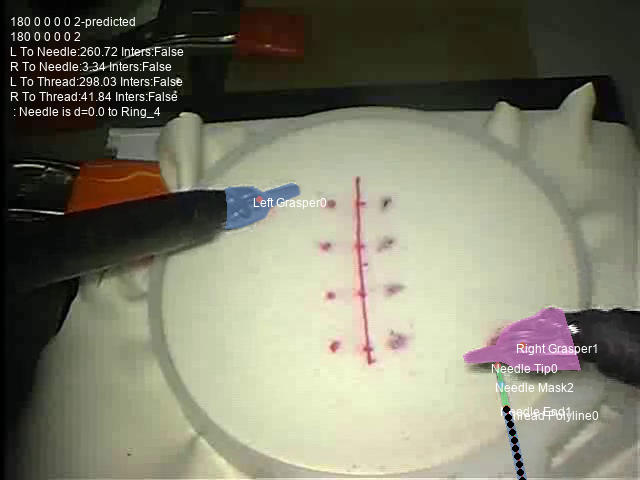 180 0 0 0 0 2-predicted
180 0 0 0 0 2
L To Needle:260.72 Inters:False
R To Needle:3.34 Inters:False
L To Thread:298.03 Inters:False
R To Thread:41.84 Inters:False
: Needle is d=0.0 to Ring_4
Left Grasper0
Right Grasper1
Needle Tip0
Needle Mask2
Needle End1
Thread Polyline0